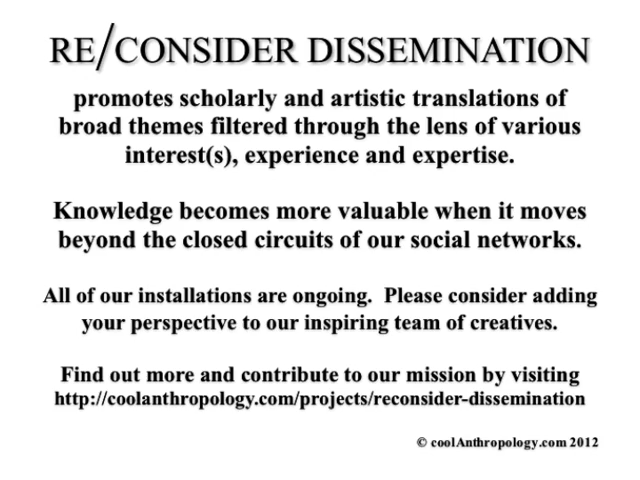 RE/CONSIDER DISSEMINATION
promotes scholarly and artistic translations of
broad themes filtered through the lens of various
interest(s), experience and expertise.
Knowledge becomes more valuable when it moves
beyond the closed circuits of our social networks.
All of our installations are ongoing.  Please consider adding
your perspective to our inspiring team of creatives.
Find out more and contribute to our mission by visiting
http://coolanthropology.com/projects/reconsider-dissemination
© coolAnthropology.com 2012